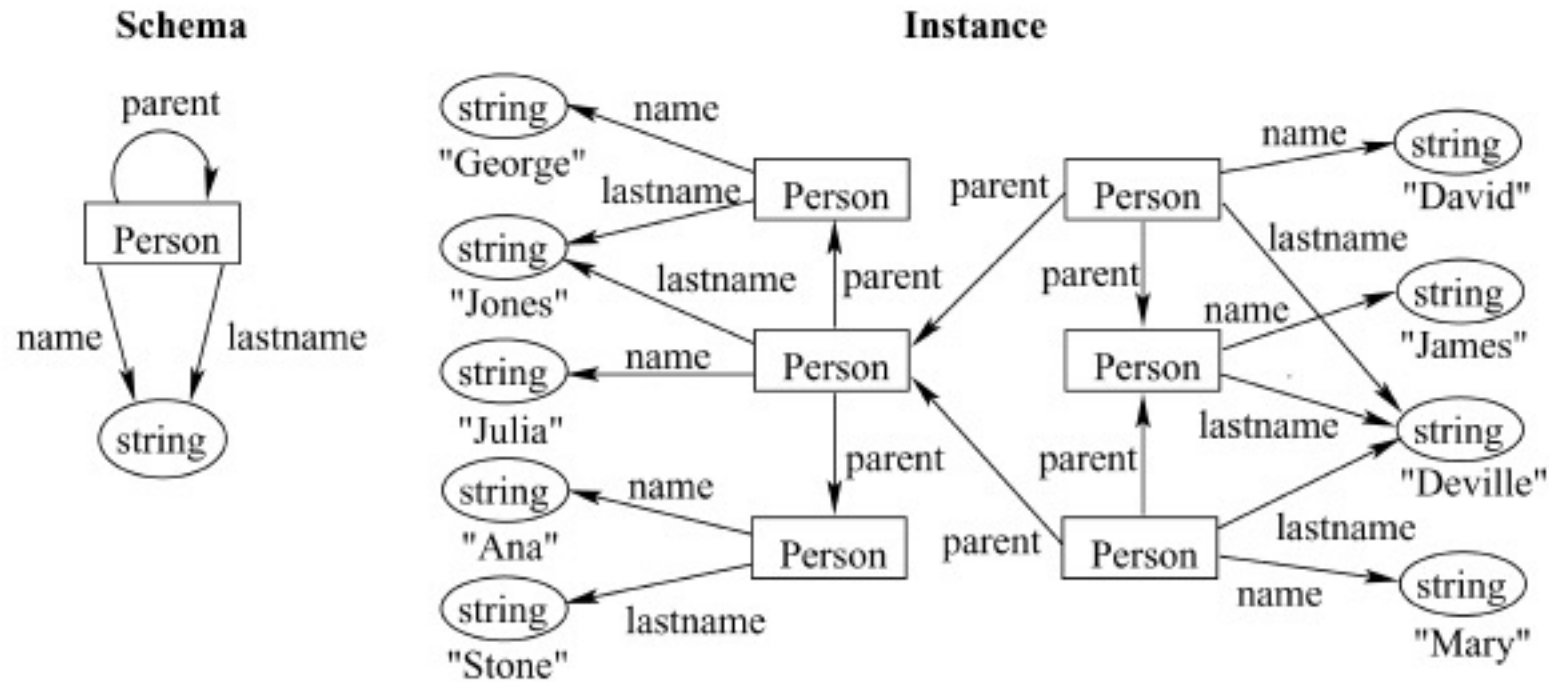 Schema
parent
Person
name
lastname
string
Instance
string
"George"
name
lastname
Person
string
"Jones"
lastname
parent
string
"Julia"
name
Person
string
"Ana"
name
parent
Person
string
"Stone"
lastname
parent
Person
name
string
"David"
lastname
parent
name
string
"James"
Person
lastname
string
"Deville"
parent
parent
Person
lastname
name
string
"Mary"